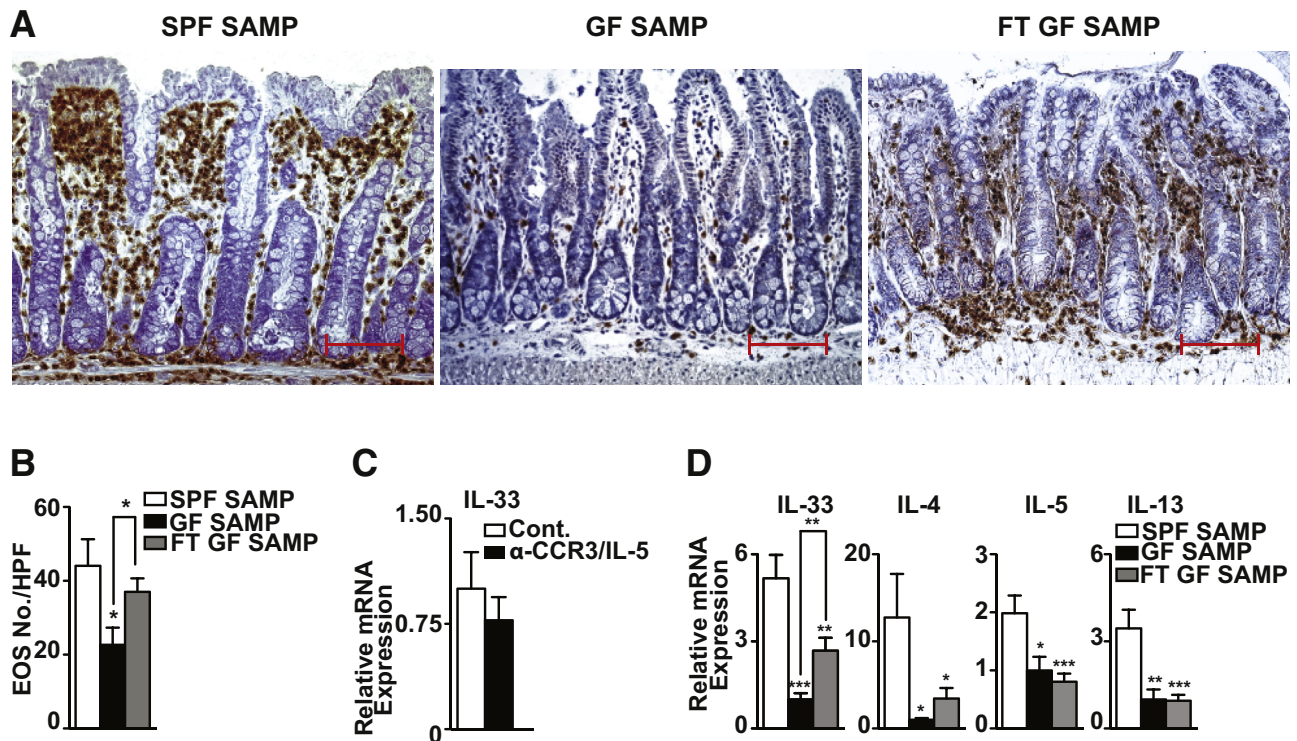 A
SPF SAMP
GF SAMP
FT GF SAMP
B
EOS No./HPF
60
40
20
0
SPF SAMP
GF SAMP
FT GF SAMP
*
*
C
IL-33
Relative mRNA
Expression
1.50
0.75
0
Cont.
α-CCR3/IL-5
D
Relative mRNA
Expression
IL-33
6
3
0
***
**
**
IL-4
20
10
0
*
*
IL-5
3
2
1
0
*
***
IL-13
6
3
0
SPF SAMP
GF SAMP
FT GF SAMP
**
***